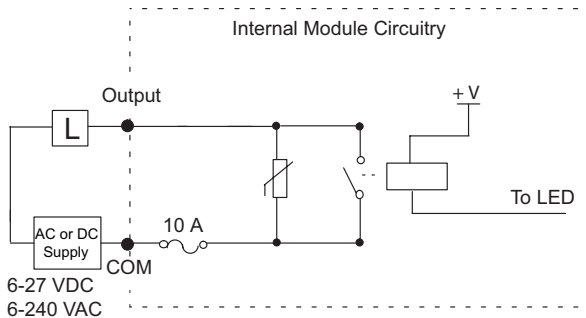 Internal Module Circuitry
Output
+V
L
To LED
10 A
AC or DC
Supply
COM
6-27 VDC
6-240 VAC